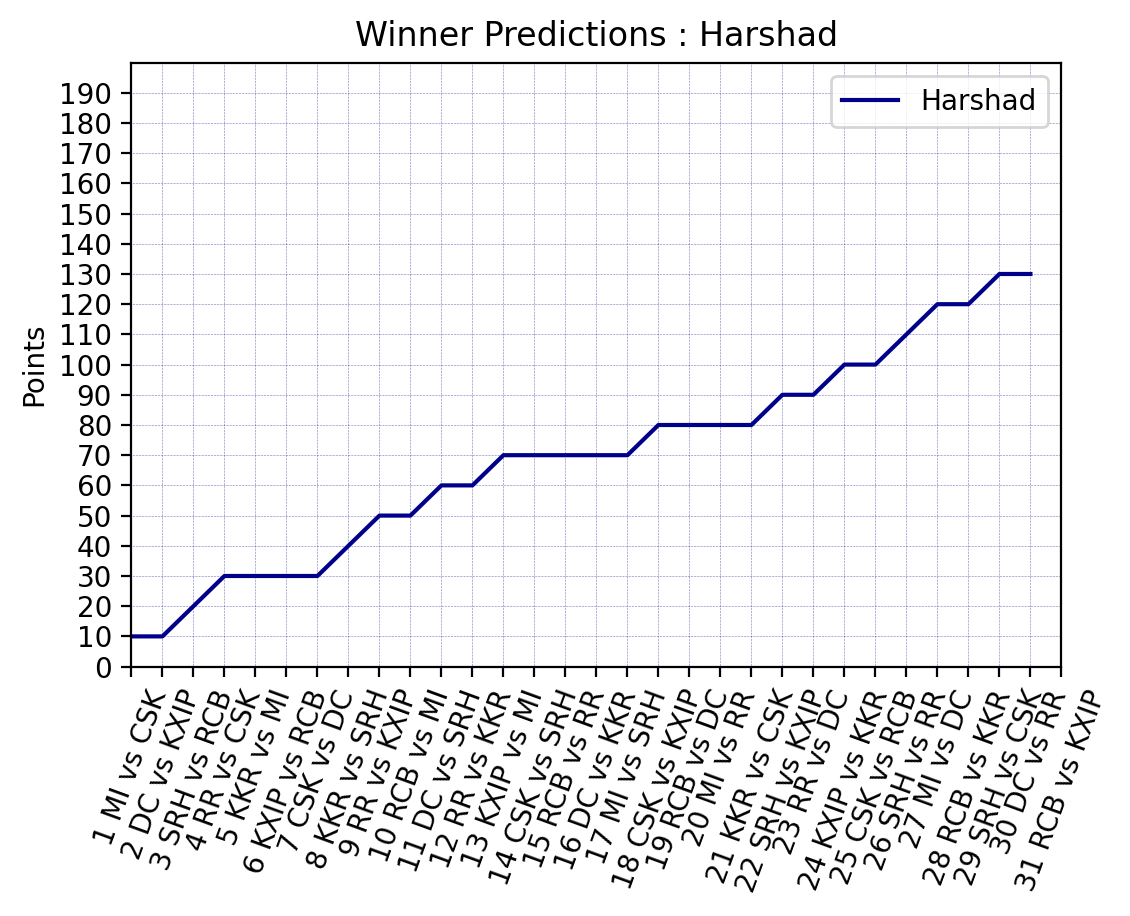 Winner Predictions : Harshad
Harshad
Points
190
180
170
160
150
140
130
120
110
100
90
80
70
60
50
40
30
20
10
0
1 MI vs CSK
2 DC vs KXIP
3 SRH vs RCB
4 RR vs CSK
5 KKR vs MI
6 KXIP vs RCB
7 CSK vs DC
8 KKR vs SRH
9 RR vs KXIP
10 RCB vs MI
11 DC vs SRH
12 RR vs KKR
13 KXIP vs MI
14 CSK vs SRH
15 RCB vs RR
16 DC vs KKR
17 MI vs SRH
18 CSK vs KXIP
19 RCB vs DC
20 MI vs RR
21 KKR vs CSK
22 SRH vs KXIP
23 RR vs DC
24 KXIP vs KKR
25 CSK vs RCB
26 SRH vs RR
27 MI vs DC
28 RCB vs KKR
29 SRH vs CSK
30 DC vs RR
31 RCB vs KXIP